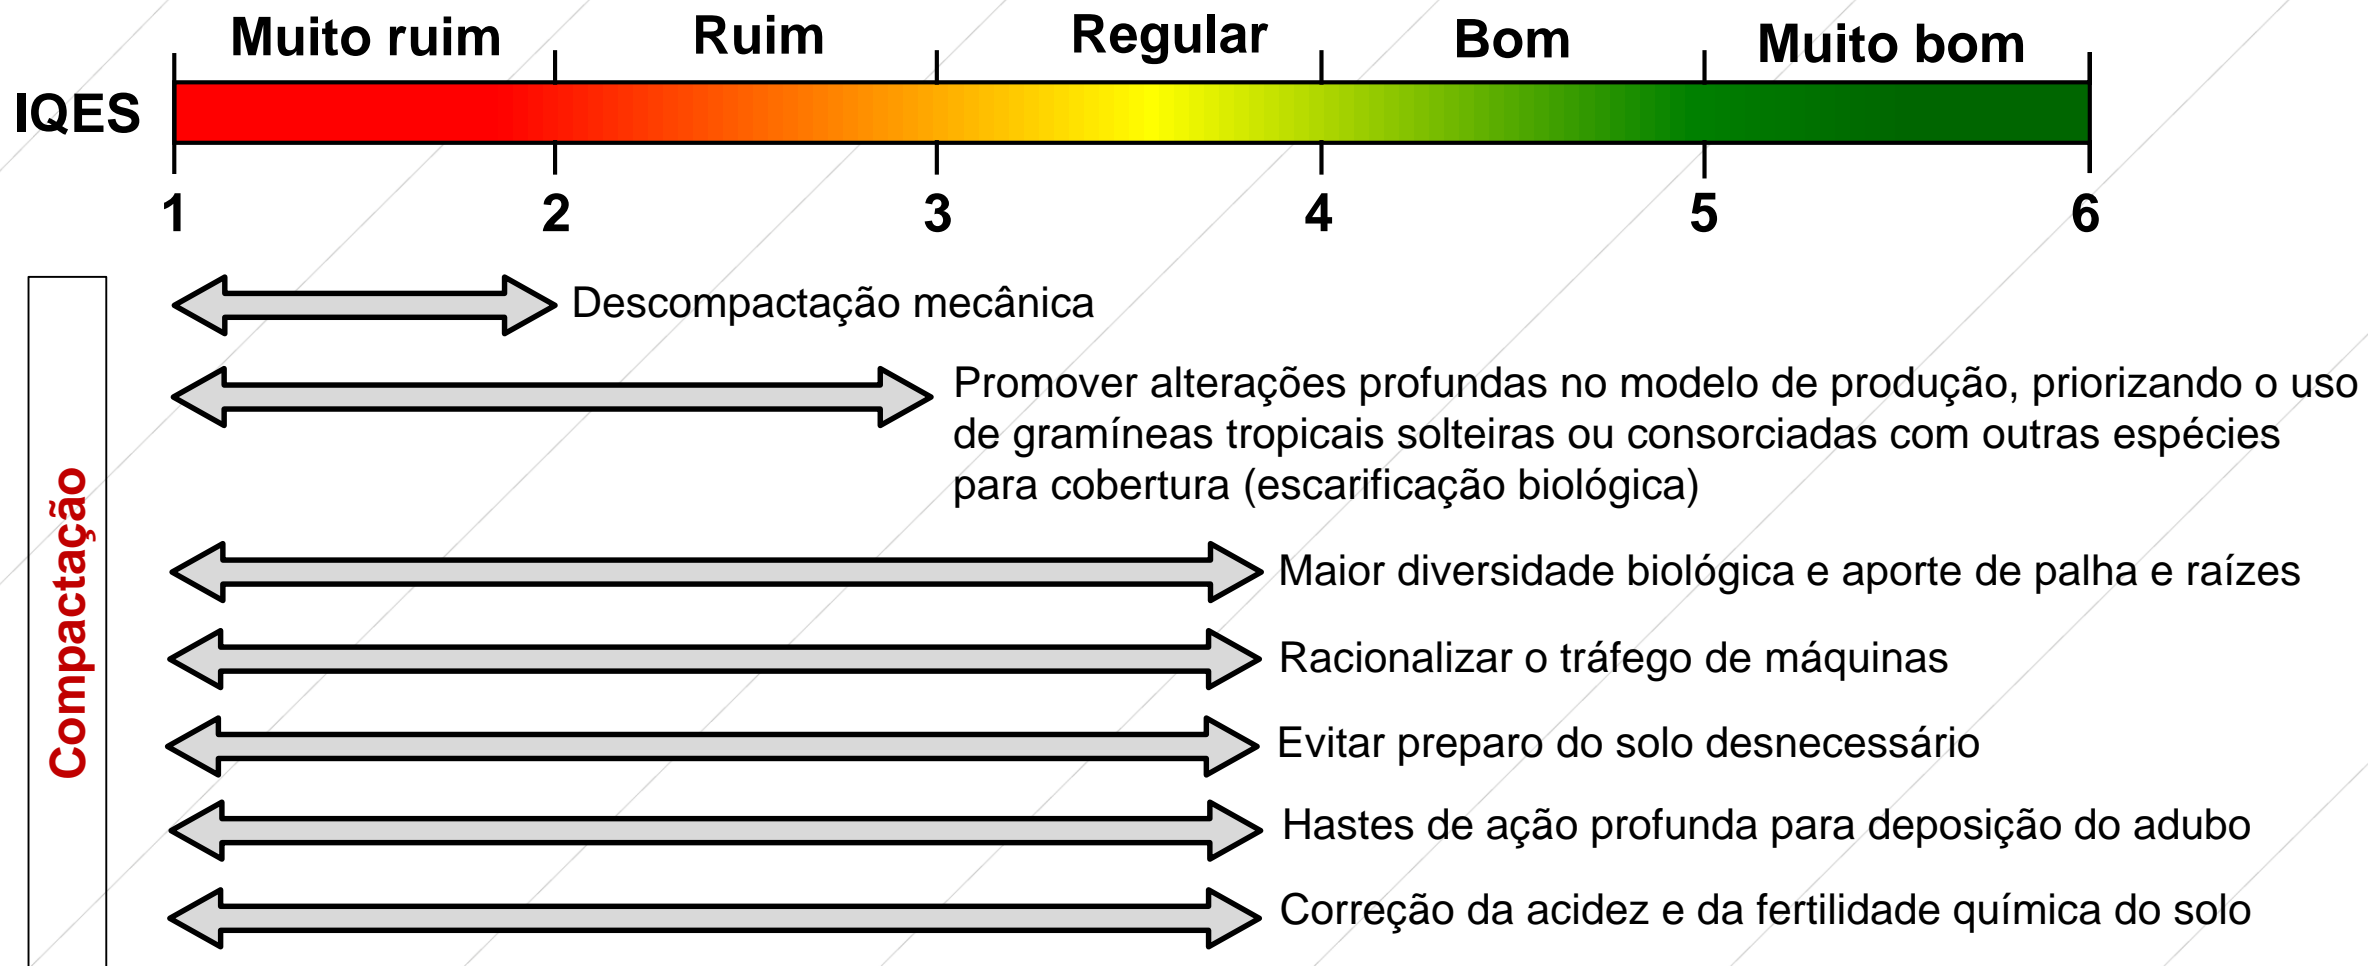 Muito ruim Ruim Regular Bom Muito bom
IQES
1 2 3 4 5 6
Compactação
Descompactação mecânica
Promover alterações profundas no modelo de produção, priorizando o uso
de gramíneas tropicais solteiras ou consorciadas com outras espécies
para cobertura (escarificação biológica)
Maior diversidade biológica e aporte de palha e raízes
Racionalizar o tráfego de máquinas
Evitar preparo do solo desnecessário
Hastes de ação profunda para deposição do adubo
Correção da acidez e da fertilidade química do solo